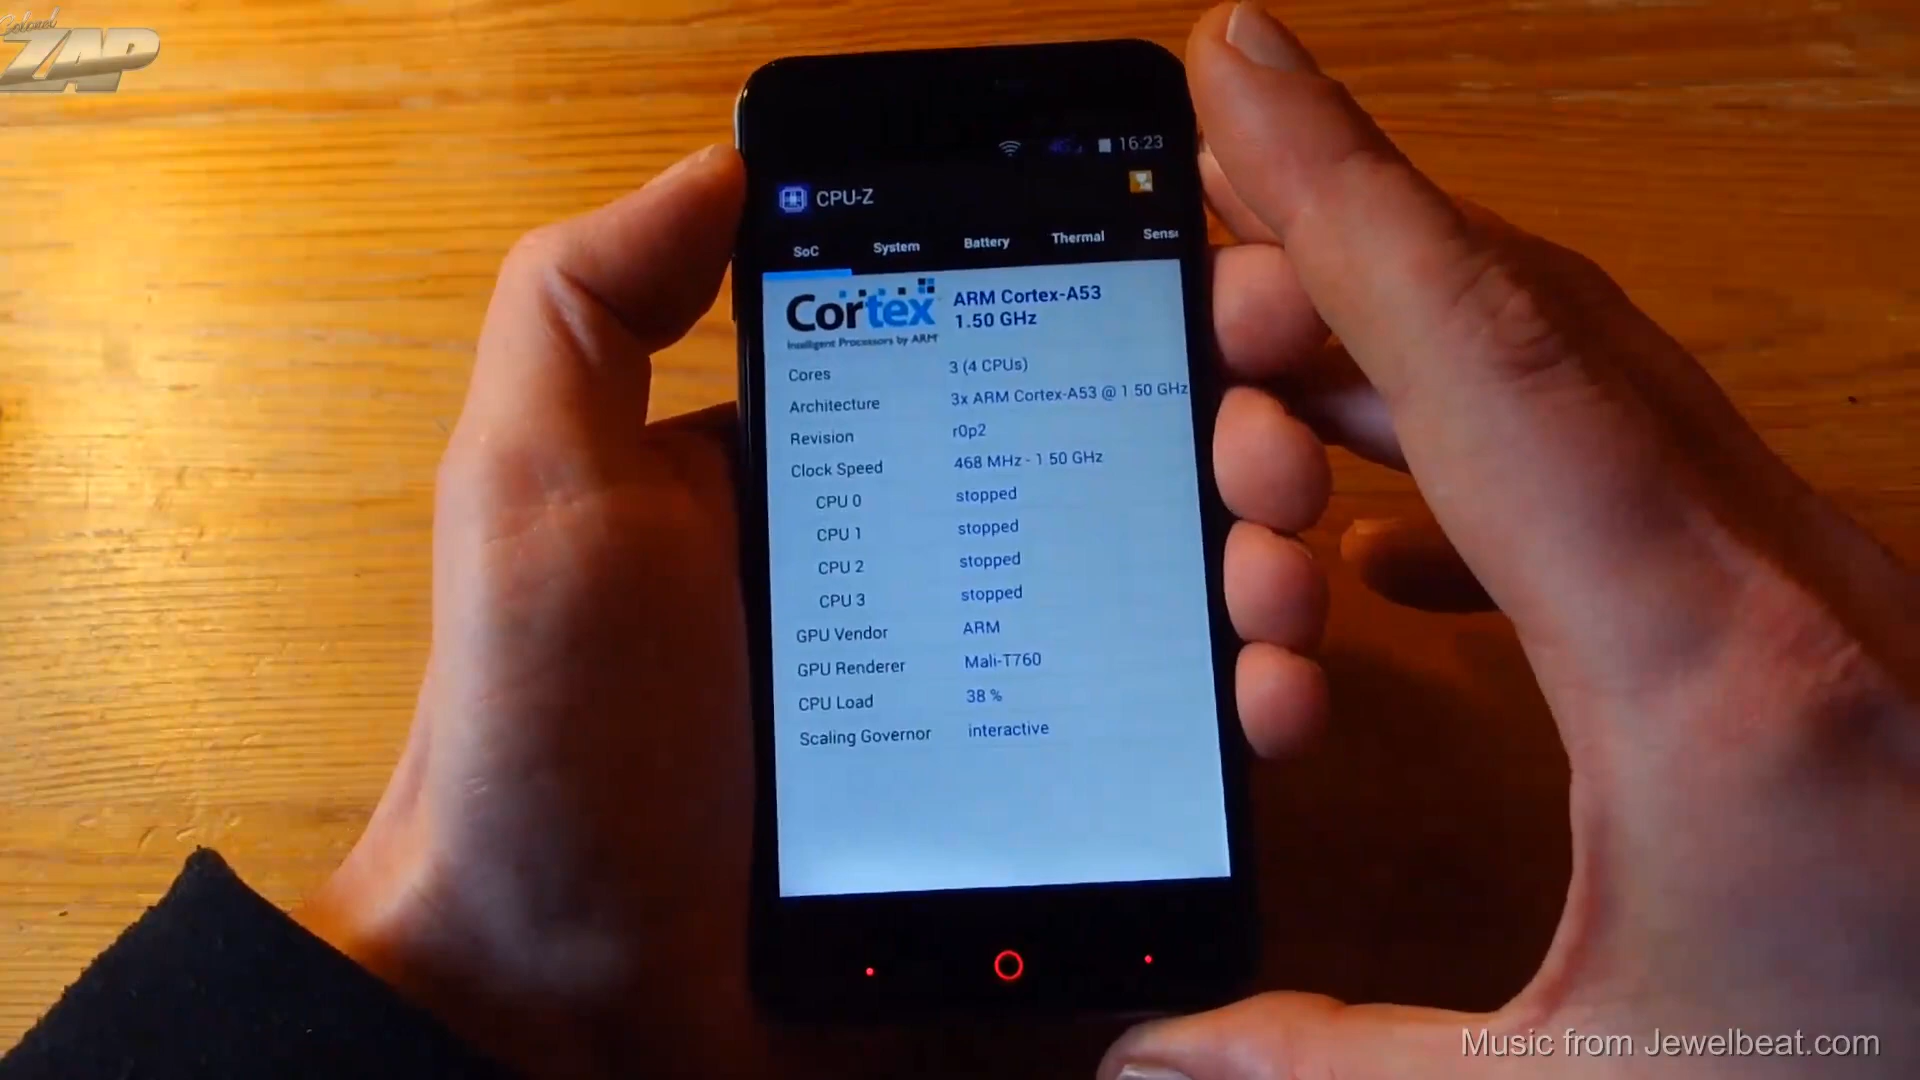 Colonel
ZAP
4G 16:23
CPU-Z
SoC System Battery Thermal Sens
Cortex
Intelligent Processors by ARM
ARM Cortex-A53
1.50 GHz
Cores 3 (4 CPUs)
Architecture 3x ARM Cortex-A53 @ 1 50 GHz
Revision r0p2
Clock Speed 468 MHz - 1 50 GHz
CPU 0 stopped
CPU 1 stopped
CPU 2 stopped
CPU 3 stopped
GPU Vendor ARM
GPU Renderer Mali-T760
CPU Load 38 %
Scaling Governor interactive
Music from Jewelbeat.com